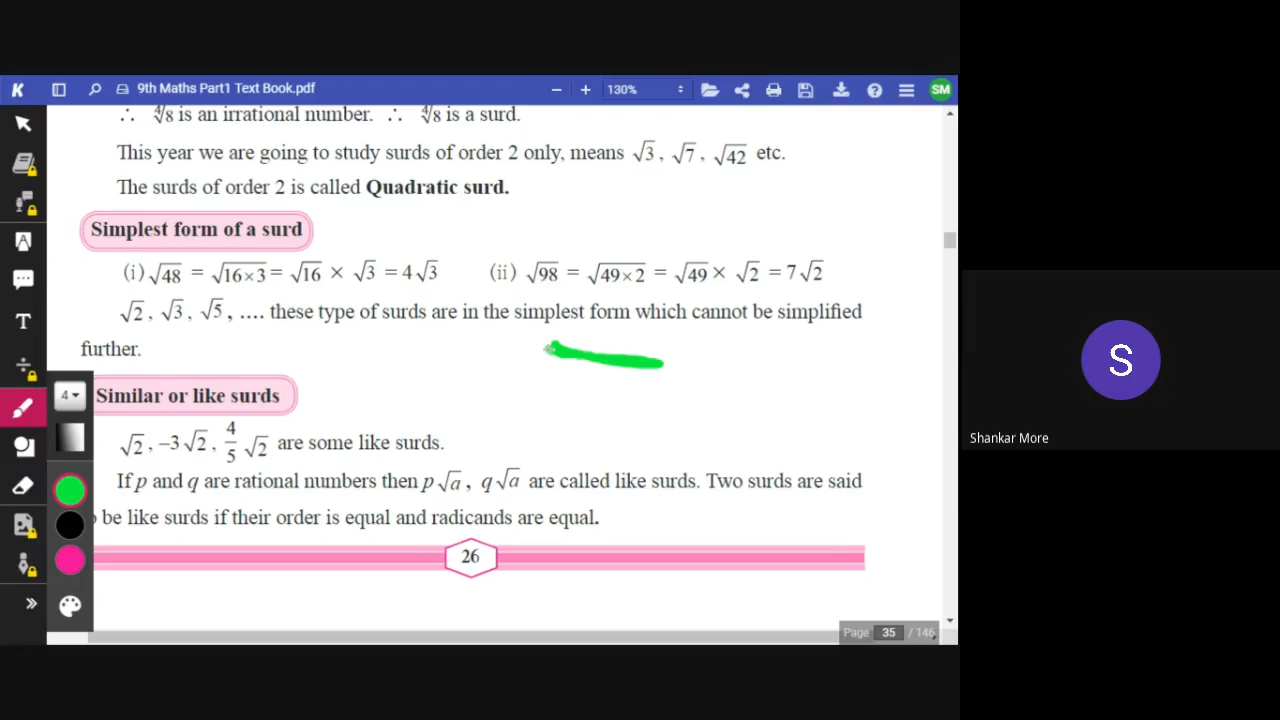 K 9th Maths Part1 Text Book.pdf − + 130% SM
∴ ∜8 is an irrational number. ∴ ∜8 is a surd.
This year we are going to study surds of order 2 only, means √3 , √7 , √42 etc.
The surds of order 2 is called Quadratic surd.
Simplest form of a surd
(i) √48 = √16×3 = √16 × √3 = 4√3 (ii) √98 = √49×2 = √49 × √2 = 7√2
√2 , √3 , √5 , .... these type of surds are in the simplest form which cannot be simplified
further.
Similar or like surds
√2 , −3√2 , 4/5 √2 are some like surds.
If p and q are rational numbers then p√a , q√a are called like surds. Two surds are said
be like surds if their order is equal and radicands are equal.
26
Page 35 / 146
4
T
S
Shankar More